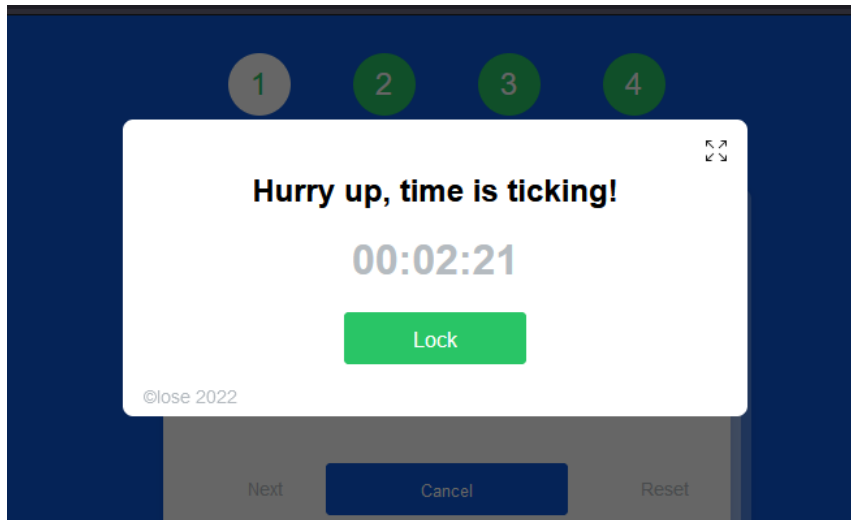 1 2 3 4
Hurry up, time is ticking!
00:02:21
Lock
©lose 2022
Next Cancel Reset